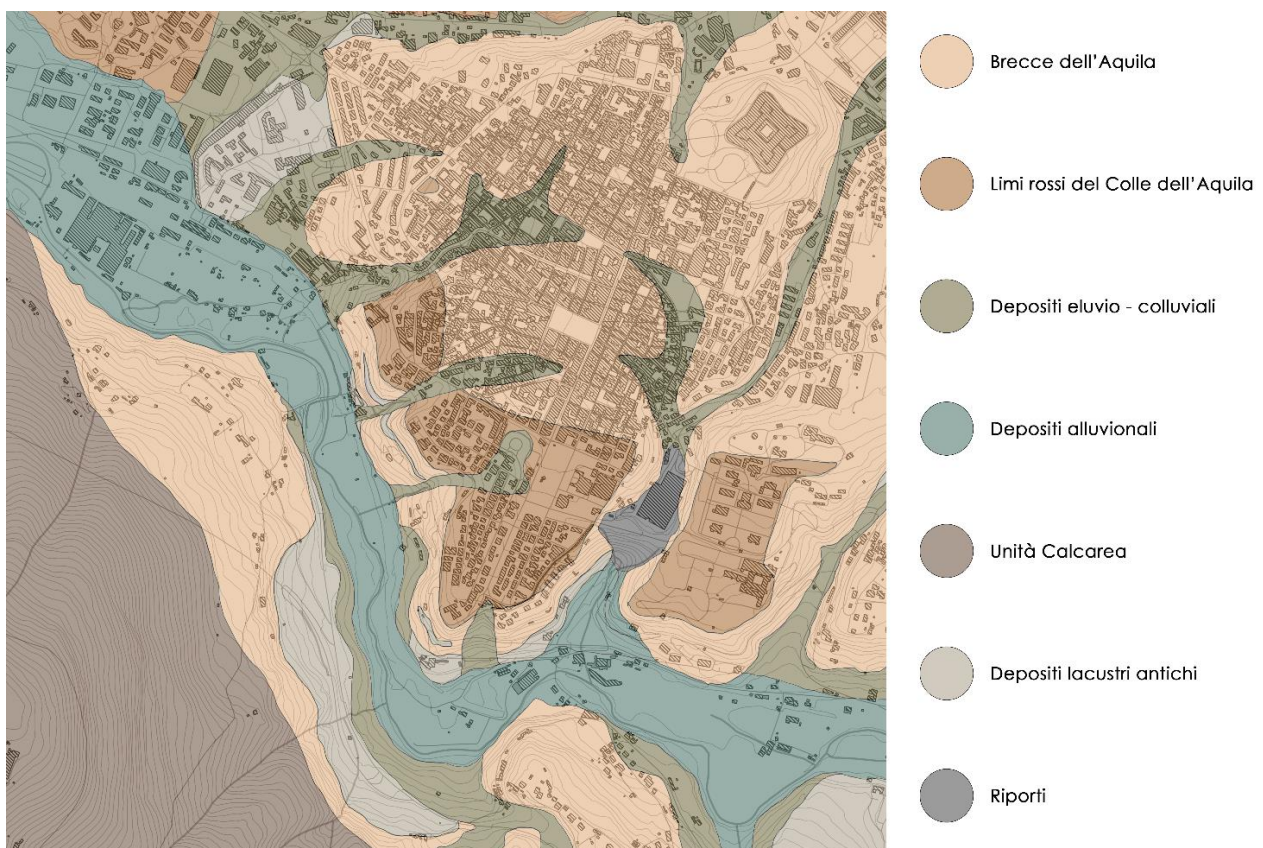 Brecce dell'Aquila
Limi rossi del Colle dell'Aquila
Depositi eluvio - colluviali
Depositi alluvionali
Unità Calcarea
Depositi lacustri antichi
Riporti